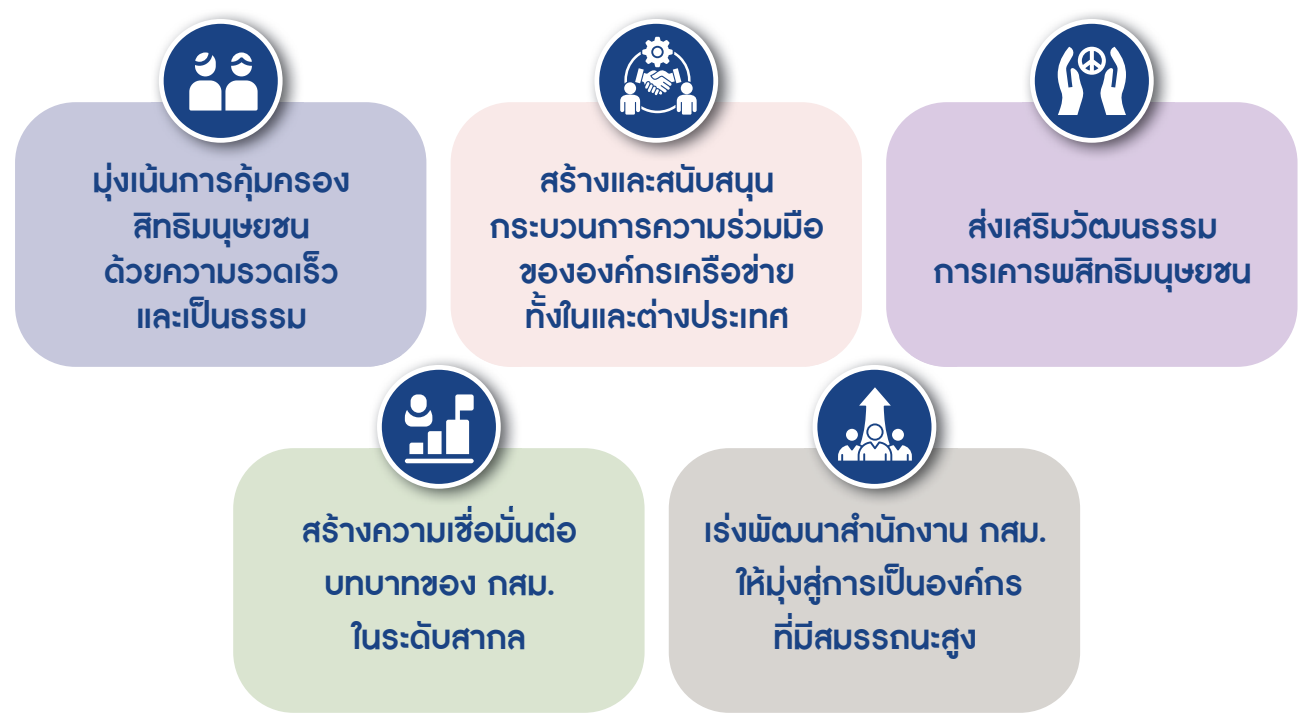 มุ่งเน้นการคุ้มครอง
สิทธิมนุษยชน
ด้วยความรวดเร็ว
และเป็นธรรม
สร้างและสนับสนุน
กระบวนการความร่วมมือ
ขององค์กรเครือข่าย
ทั้งในและต่างประเทศ
ส่งเสริมวัฒนธรรม
การเคารพสิทธิมนุษยชน
สร้างความเชื่อมั่นต่อ
บทบาทของ กสม.
ในระดับสากล
เร่งพัฒนาสำนักงาน กสม.
ให้มุ่งสู่การเป็นองค์กร
ที่มีสมรรถนะสูง